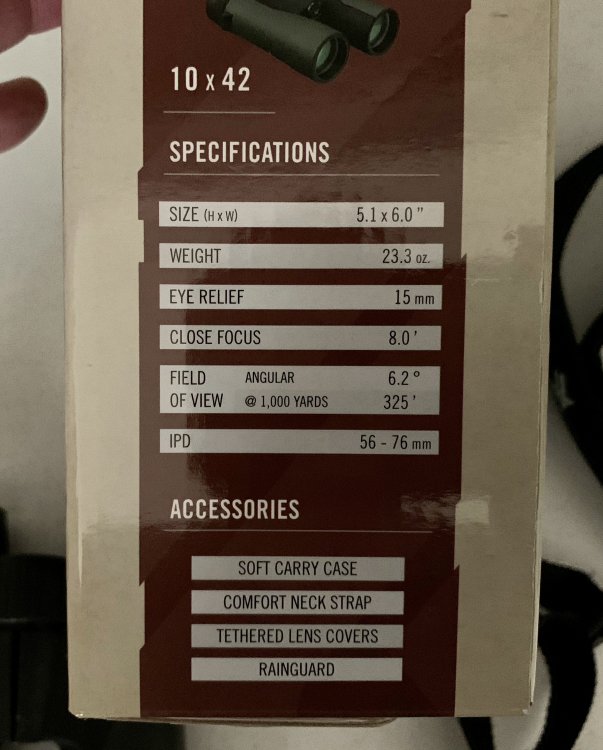 10 x 42
SPECIFICATIONS
SIZE (H x W) 5.1 x 6.0 ”
WEIGHT 23.3 oz.
EYE RELIEF 15 mm
CLOSE FOCUS 8.0 ’
FIELD ANGULAR 6.2 °
OF VIEW @ 1,000 YARDS 325 ’
IPD 56 - 76 mm
ACCESSORIES
SOFT CARRY CASE
COMFORT NECK STRAP
TETHERED LENS COVERS
RAINGUARD